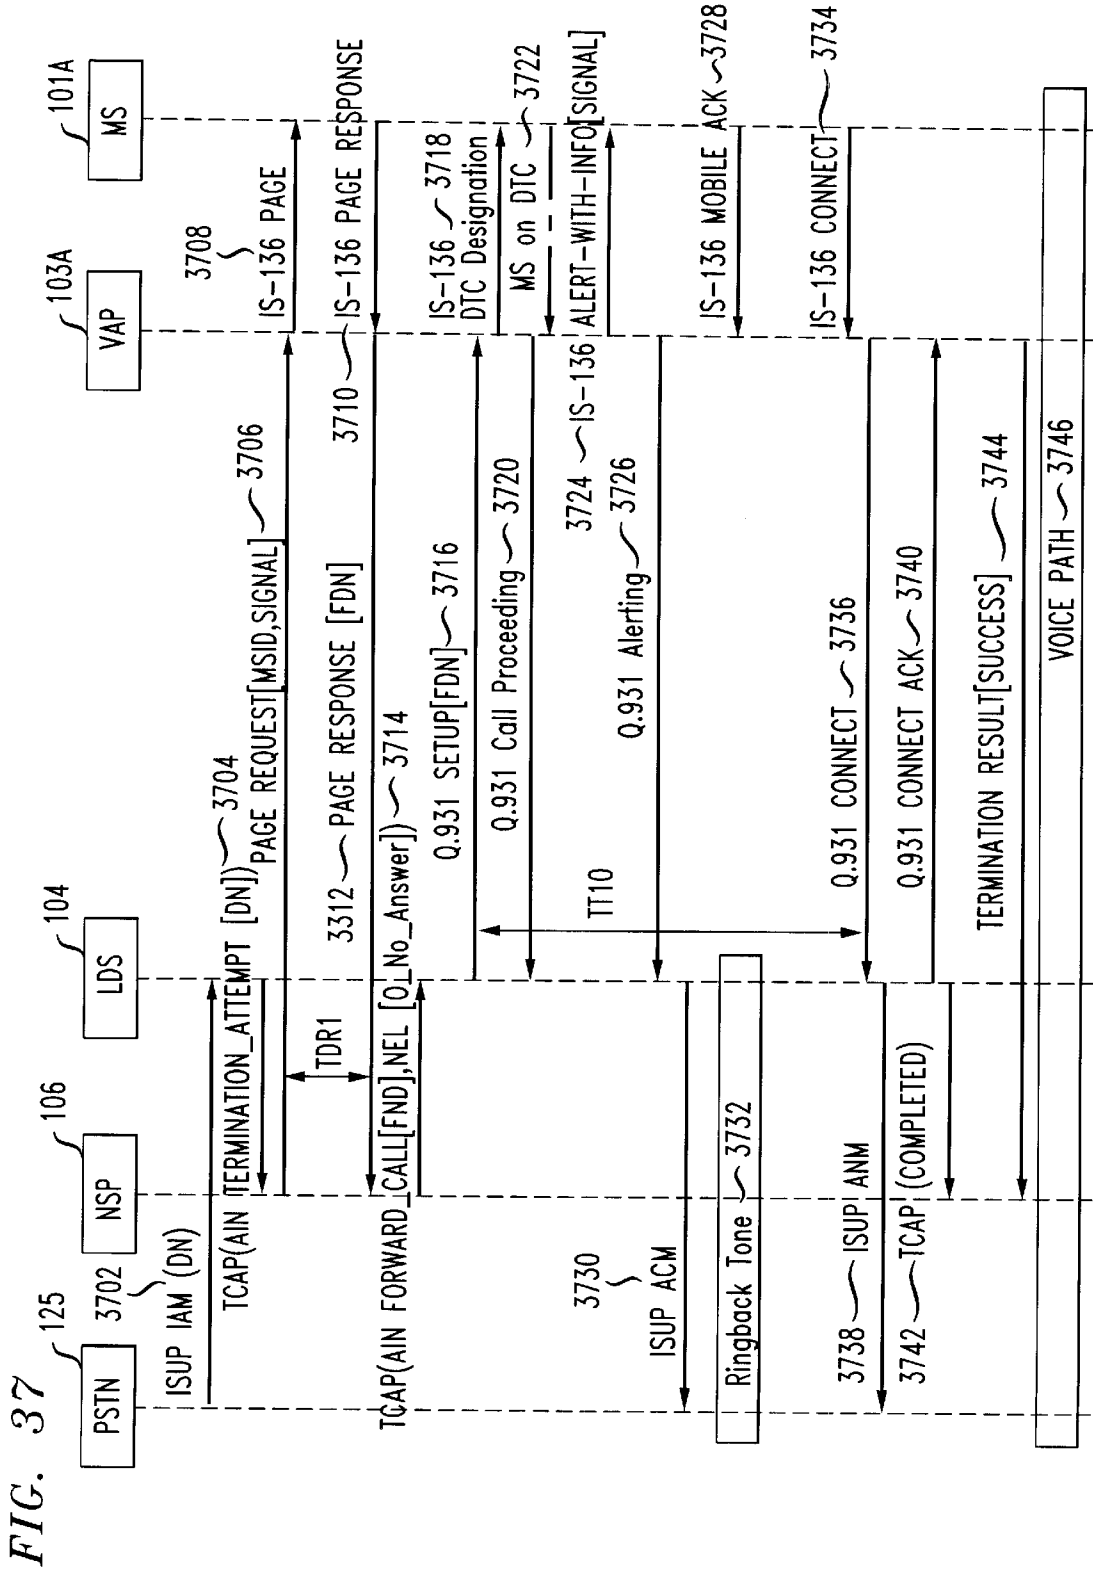 FIG. 37
PSTN
125
NSP
106
LDS
104
VAP
103A
MS
101A
3702
ISUP IAM (DN)
TCAP(AIN TERMINATION_ATTEMPT [DN])
3704
PAGE REQUEST[MSID,SIGNAL]
3706
3708
IS-136 PAGE
TDR1
3710
IS-136 PAGE RESPONSE
3312
PAGE RESPONSE [FDN]
TCAP(AIN FORWARD_CALL[FND],NEL [O_No_Answer])
3714
Q.931 SETUP[FDN]
3716
IS-136
3718
DTC Designation
Q.931 Call Proceeding
3720
MS on DTC
3722
3724
IS-136 ALERT-WITH-INFO[SIGNAL]
TT10
Q.931 Alerting
3726
3730
ISUP ACM
IS-136 MOBILE ACK
3728
Ringback Tone
3732
IS-136 CONNECT
3734
Q.931 CONNECT
3736
3738
ISUP ANM
Q.931 CONNECT ACK
3740
3742
TCAP (COMPLETED)
TERMINATION RESULT[SUCCESS]
3744
VOICE PATH
3746